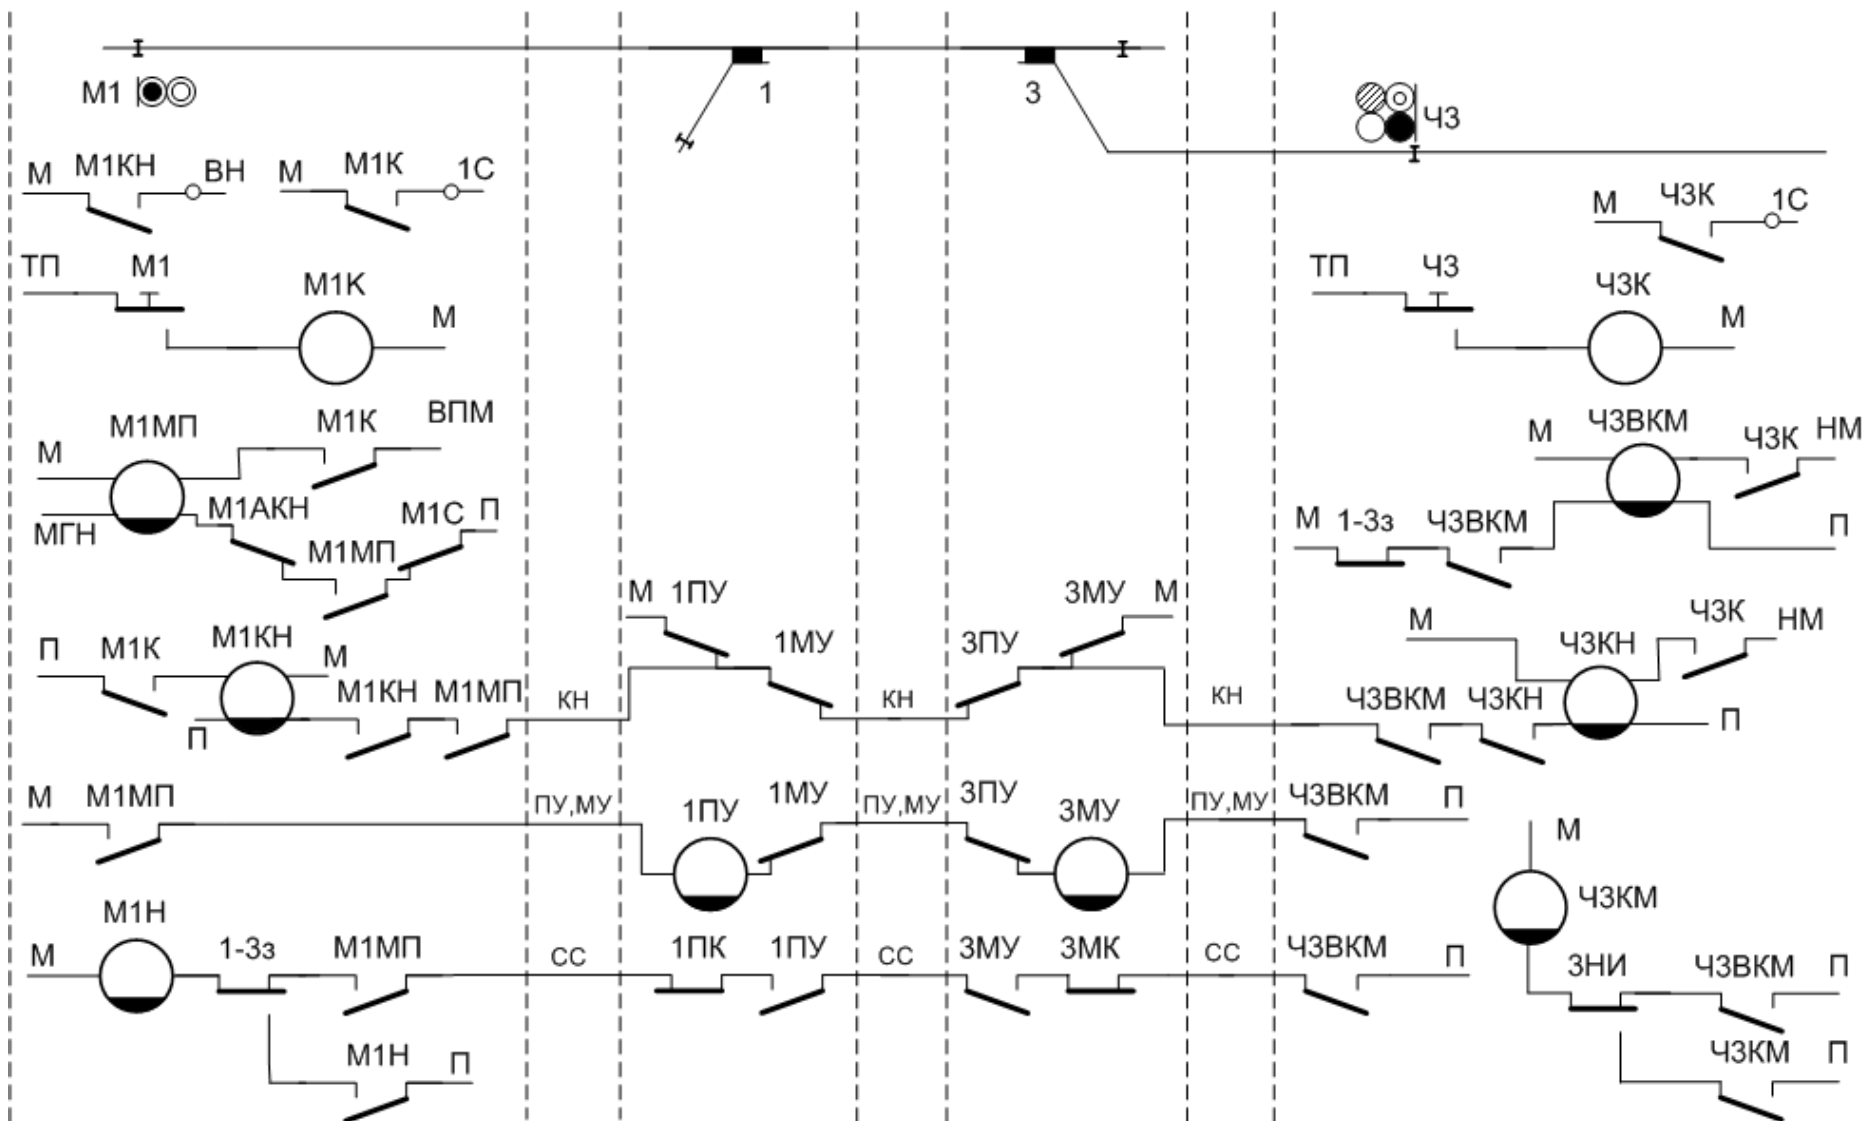 М1 1 3 Ч3
М М1КН ВН М М1К 1С М Ч3К 1С
ТП М1 М1К М ТП Ч3 Ч3К М
М М1МП М1К ВПМ М Ч3ВКМ Ч3К НМ
МГН М1АКН М1МП М1С П М 1-3з Ч3ВКМ П
М 1ПУ 1МУ 3ПУ 3МУ М
П М1К М1КН М М Ч3КН Ч3К НМ
П М1КН М1МП КН КН КН Ч3ВКМ Ч3КН П
М М1МП ПУ,МУ 1ПУ 1МУ ПУ,МУ 3ПУ 3МУ ПУ,МУ Ч3ВКМ П
М
Ч3КМ
М М1Н 1-3з М1МП СС 1ПК 1ПУ СС 3МУ 3МК СС Ч3ВКМ П
3НИ Ч3ВКМ П
М1Н П Ч3КМ П